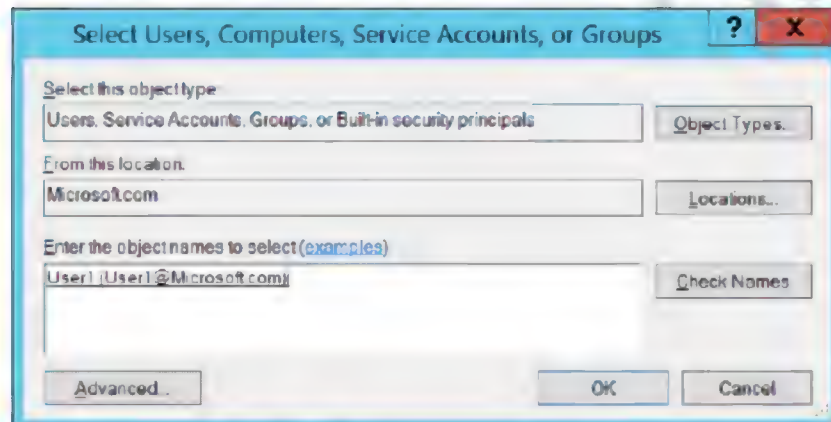 Select Users, Computers, Service Accounts, or Groups
? X
Select this object type
Users, Service Accounts, Groups, or Built-in security principals
Object Types...
From this location:
Microsoft.com
Locations...
Enter the object names to select (examples)
User1 (User1@Microsoft.com)
Check Names
Advanced...
OK
Cancel